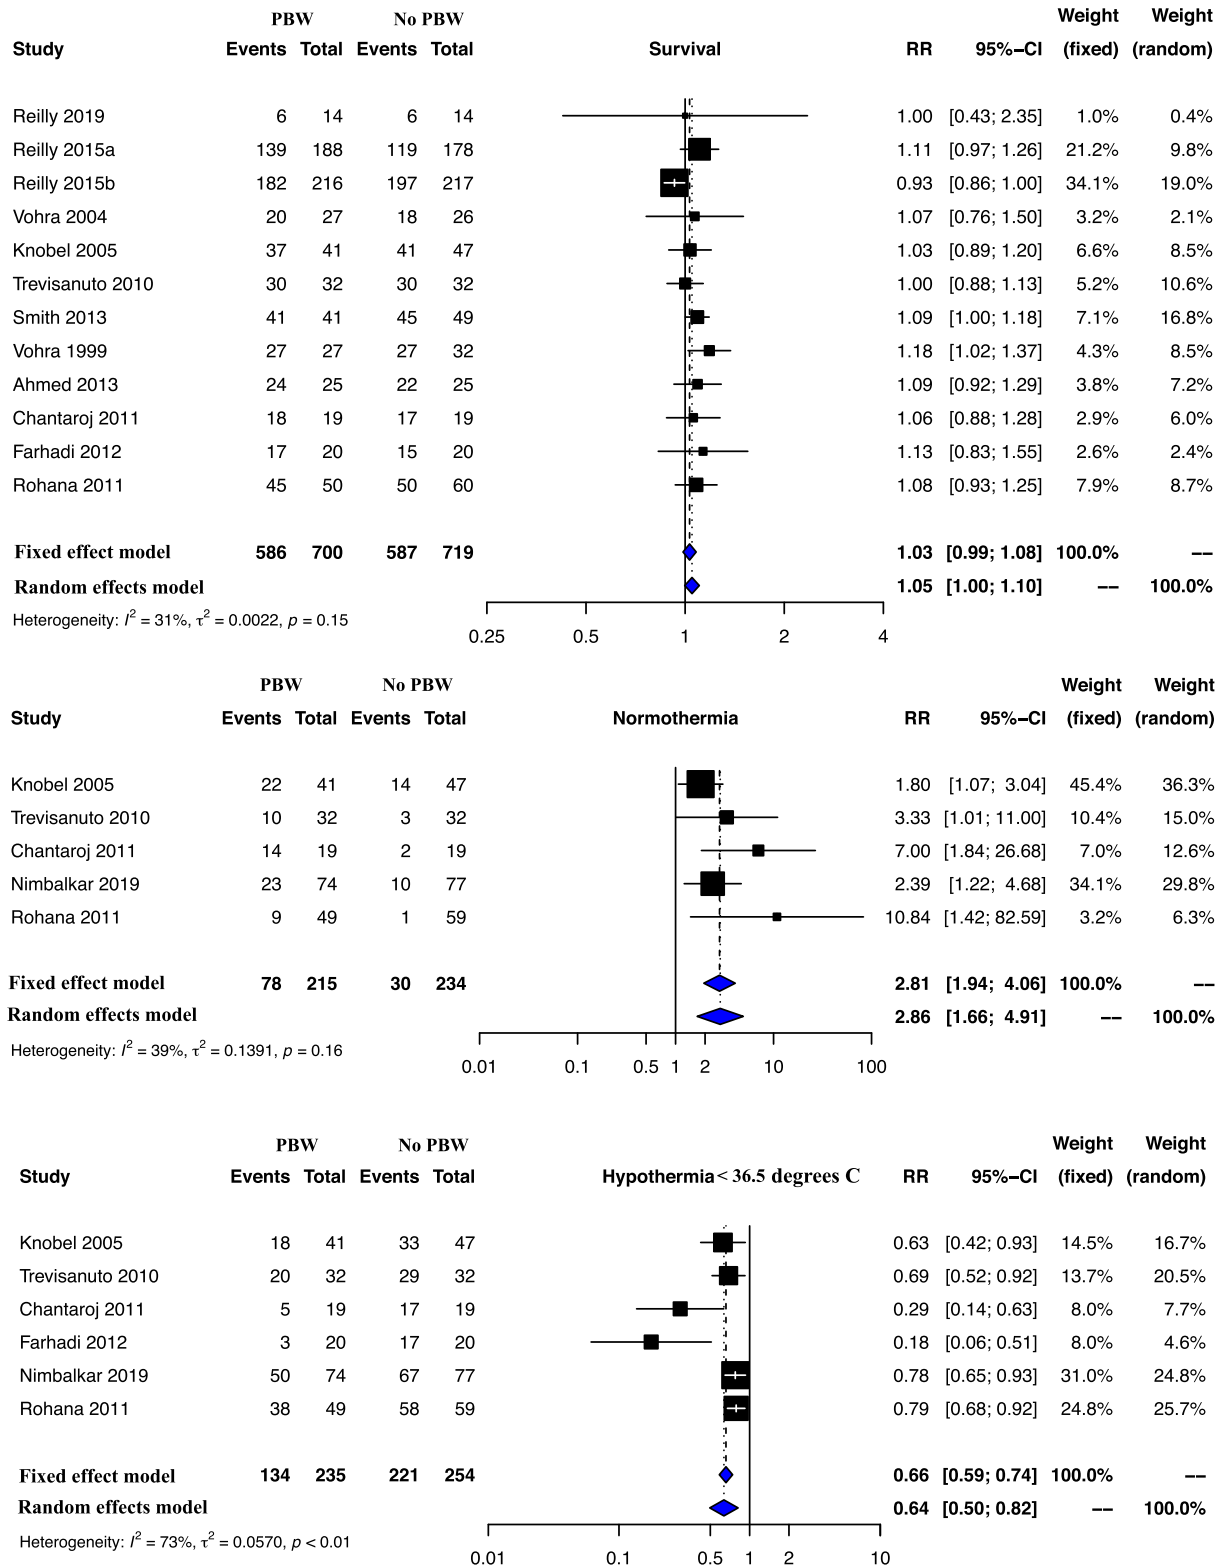 PBW No PBW Weight Weight
Study Events Total Events Total Survival RR 95%−CI (fixed) (random)
Reilly 2019 6 14 6 14 1.00 [0.43; 2.35] 1.0% 0.4%
Reilly 2015a 139 188 119 178 1.11 [0.97; 1.26] 21.2% 9.8%
Reilly 2015b 182 216 197 217 0.93 [0.86; 1.00] 34.1% 19.0%
Vohra 2004 20 27 18 26 1.07 [0.76; 1.50] 3.2% 2.1%
Knobel 2005 37 41 41 47 1.03 [0.89; 1.20] 6.6% 8.5%
Trevisanuto 2010 30 32 30 32 1.00 [0.88; 1.13] 5.2% 10.6%
Smith 2013 41 41 45 49 1.09 [1.00; 1.18] 7.1% 16.8%
Vohra 1999 27 27 27 32 1.18 [1.02; 1.37] 4.3% 8.5%
Ahmed 2013 24 25 22 25 1.09 [0.92; 1.29] 3.8% 7.2%
Chantaroj 2011 18 19 17 19 1.06 [0.88; 1.28] 2.9% 6.0%
Farhadi 2012 17 20 15 20 1.13 [0.83; 1.55] 2.6% 2.4%
Rohana 2011 45 50 50 60 1.08 [0.93; 1.25] 7.9% 8.7%
Fixed effect model 586 700 587 719 1.03 [0.99; 1.08] 100.0% −−
Random effects model 1.05 [1.00; 1.10] −− 100.0%
Heterogeneity: I² = 31%, τ² = 0.0022, p = 0.15
0.25 0.5 1 2 4
PBW No PBW Weight Weight
Study Events Total Events Total Normothermia RR 95%−CI (fixed) (random)
Knobel 2005 22 41 14 47 1.80 [1.07; 3.04] 45.4% 36.3%
Trevisanuto 2010 10 32 3 32 3.33 [1.01; 11.00] 10.4% 15.0%
Chantaroj 2011 14 19 2 19 7.00 [1.84; 26.68] 7.0% 12.6%
Nimbalkar 2019 23 74 10 77 2.39 [1.22; 4.68] 34.1% 29.8%
Rohana 2011 9 49 1 59 10.84 [1.42; 82.59] 3.2% 6.3%
Fixed effect model 78 215 30 234 2.81 [1.94; 4.06] 100.0% −−
Random effects model 2.86 [1.66; 4.91] −− 100.0%
Heterogeneity: I² = 39%, τ² = 0.1391, p = 0.16
0.01 0.1 0.5 1 2 10 100
PBW No PBW Weight Weight
Study Events Total Events Total Hypothermia < 36.5 degrees C RR 95%−CI (fixed) (random)
Knobel 2005 18 41 33 47 0.63 [0.42; 0.93] 14.5% 16.7%
Trevisanuto 2010 20 32 29 32 0.69 [0.52; 0.92] 13.7% 20.5%
Chantaroj 2011 5 19 17 19 0.29 [0.14; 0.63] 8.0% 7.7%
Farhadi 2012 3 20 17 20 0.18 [0.06; 0.51] 8.0% 4.6%
Nimbalkar 2019 50 74 67 77 0.78 [0.65; 0.93] 31.0% 24.8%
Rohana 2011 38 49 58 59 0.79 [0.68; 0.92] 24.8% 25.7%
Fixed effect model 134 235 221 254 0.66 [0.59; 0.74] 100.0% −−
Random effects model 0.64 [0.50; 0.82] −− 100.0%
Heterogeneity: I² = 73%, τ² = 0.0570, p < 0.01
0.01 0.1 0.5 1 2 10